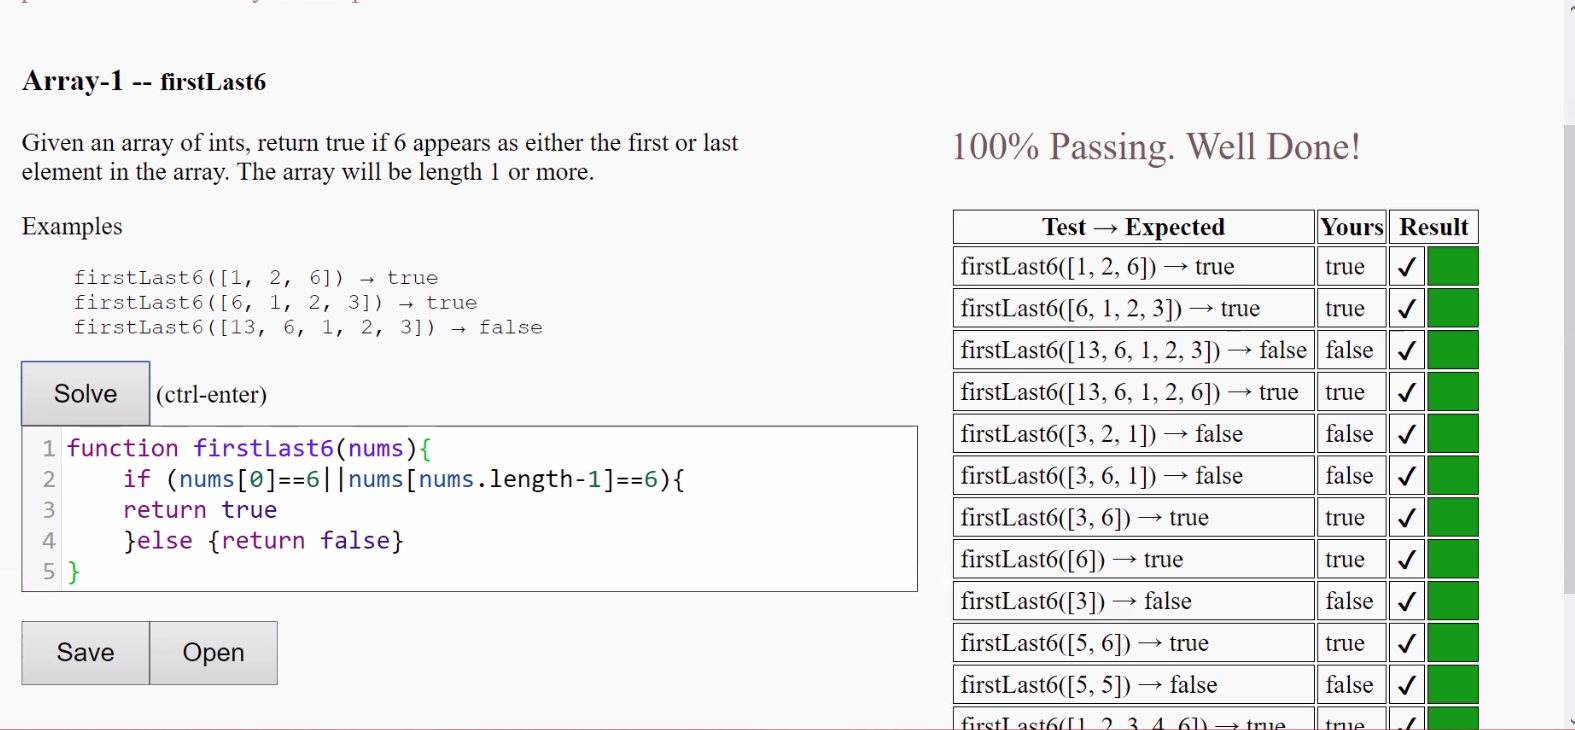 Array-1 -- firstLast6
Given an array of ints, return true if 6 appears as either the first or last
element in the array. The array will be length 1 or more.
Examples
firstLast6([1, 2, 6]) → true
firstLast6([6, 1, 2, 3]) → true
firstLast6([13, 6, 1, 2, 3]) → false
Solve (ctrl-enter)
1 function firstLast6(nums){
2 if (nums[0]==6||nums[nums.length-1]==6){
3 return true
4 }else {return false}
5 }
Save Open
100% Passing. Well Done!
Test → Expected Yours Result
firstLast6([1, 2, 6]) → true true ✓
firstLast6([6, 1, 2, 3]) → true true ✓
firstLast6([13, 6, 1, 2, 3]) → false false ✓
firstLast6([13, 6, 1, 2, 6]) → true true ✓
firstLast6([3, 2, 1]) → false false ✓
firstLast6([3, 6, 1]) → false false ✓
firstLast6([3, 6]) → true true ✓
firstLast6([6]) → true true ✓
firstLast6([3]) → false false ✓
firstLast6([5, 6]) → true true ✓
firstLast6([5, 5]) → false false ✓
firstLast6([1, 2, 3, 4, 6]) → true true ✓